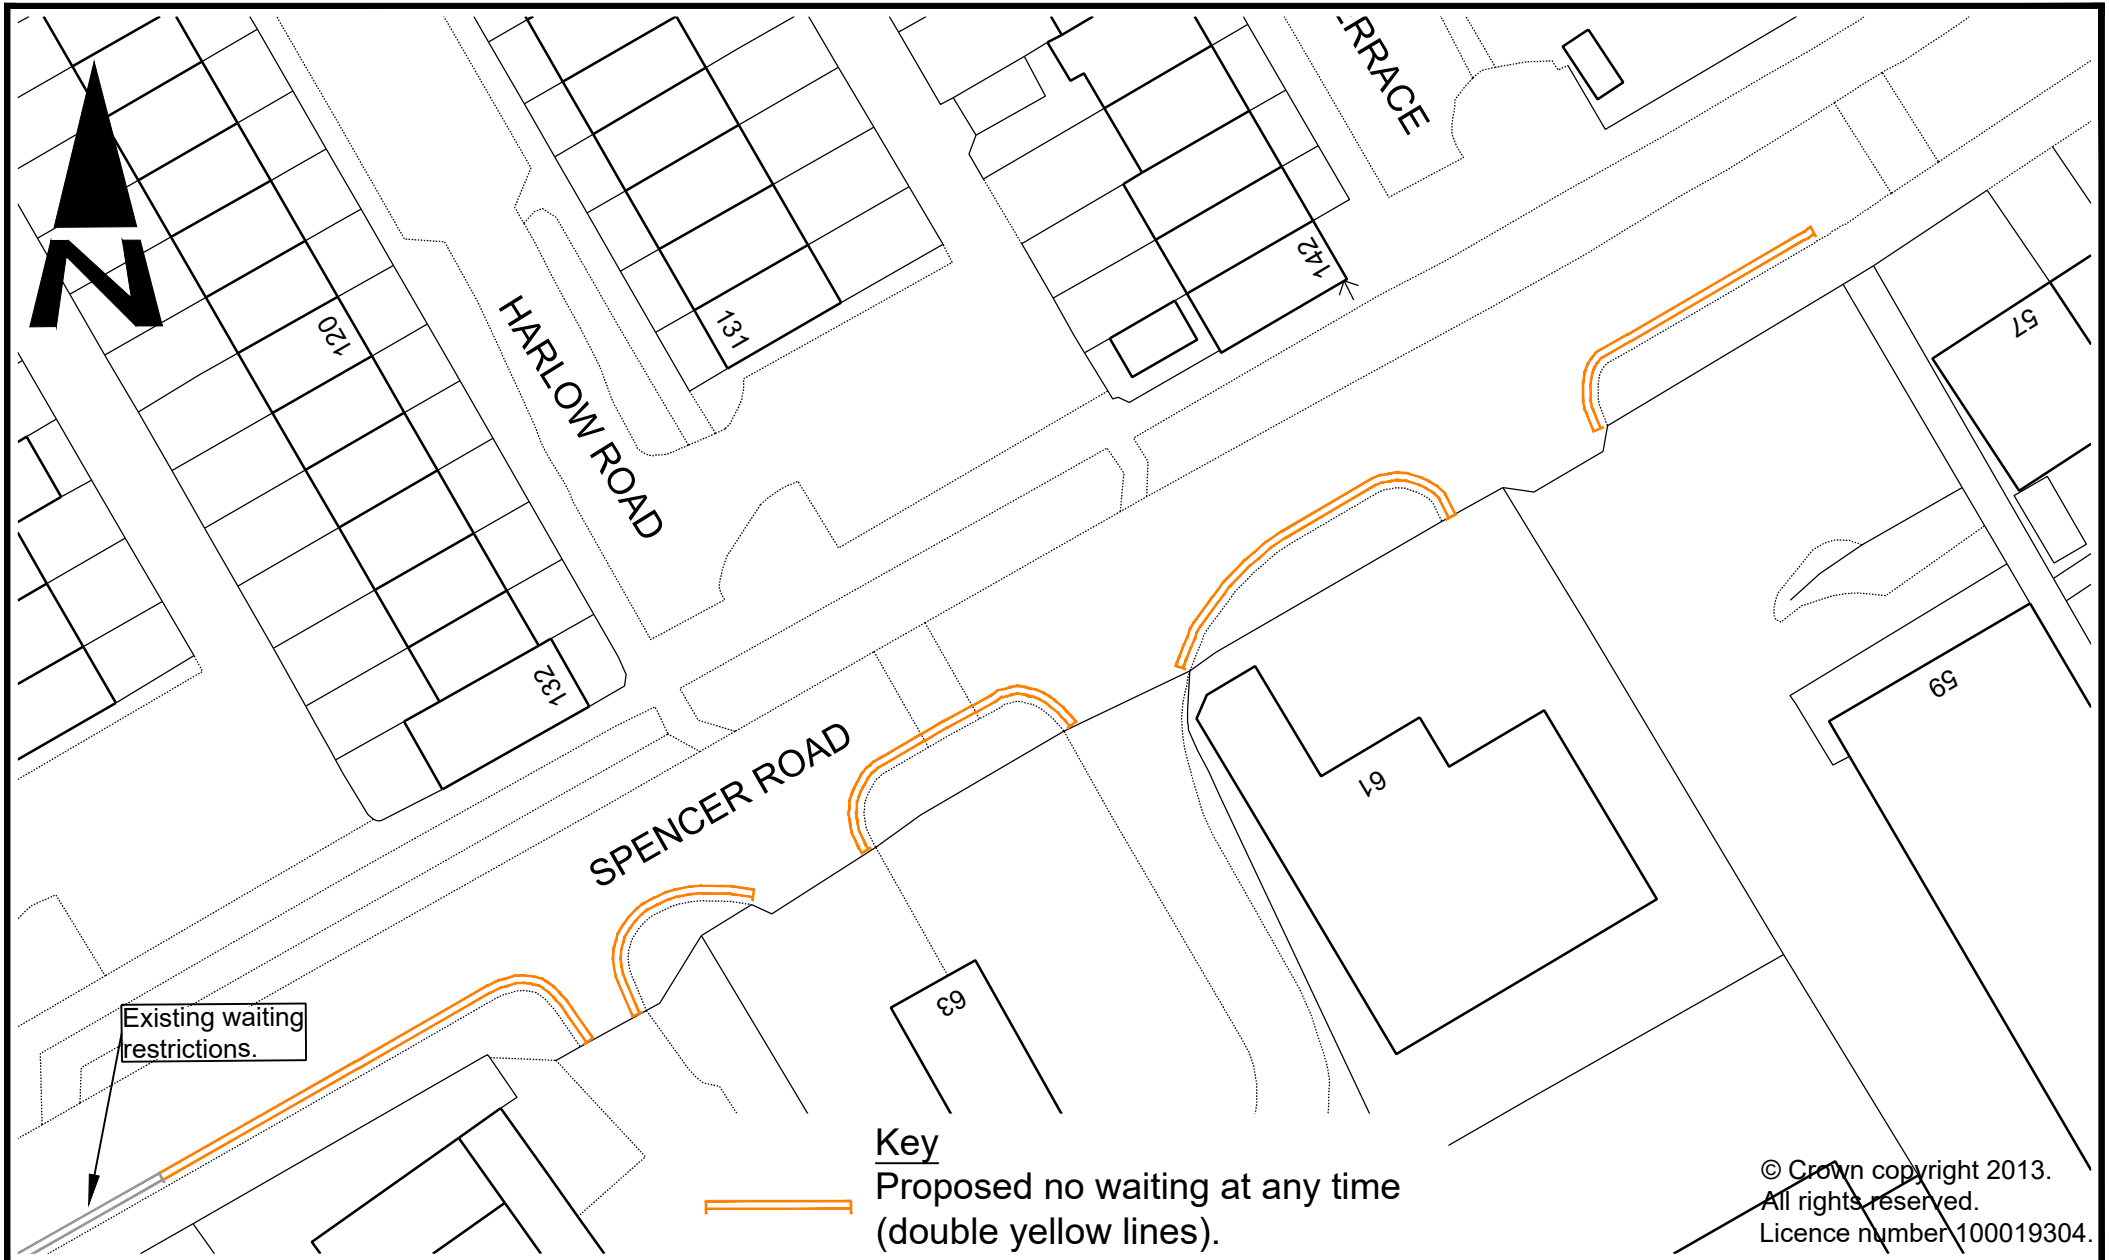 ERRACE
N
142
131
120
57
HARLOW ROAD
132
59
SPENCER ROAD
61
63
Existing waiting
restrictions.
Key
Proposed no waiting at any time
(double yellow lines).
© Crown copyright 2013.
All rights reserved.
Licence number 100019304.